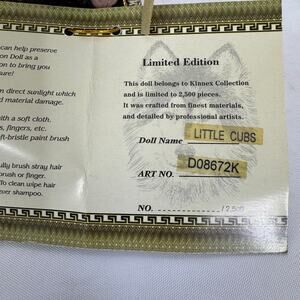 can help preserve
on Doll as a
on to bring you
ure!
n direct sunlight which
d material damage.
with a soft cloth.
s, fingers, etc.
ft-bristle paint brush
ully brush stray hair
brush or finger.
To clean wipe hair
ever shampoo.
Limited Edition
This doll belongs to Kinnex Collection
and is limited to 2,500 pieces.
It was crafted from finest materials,
and detailed by professional artists.
Doll Name LITTLE CUBS
ART NO. D08672K
NO.